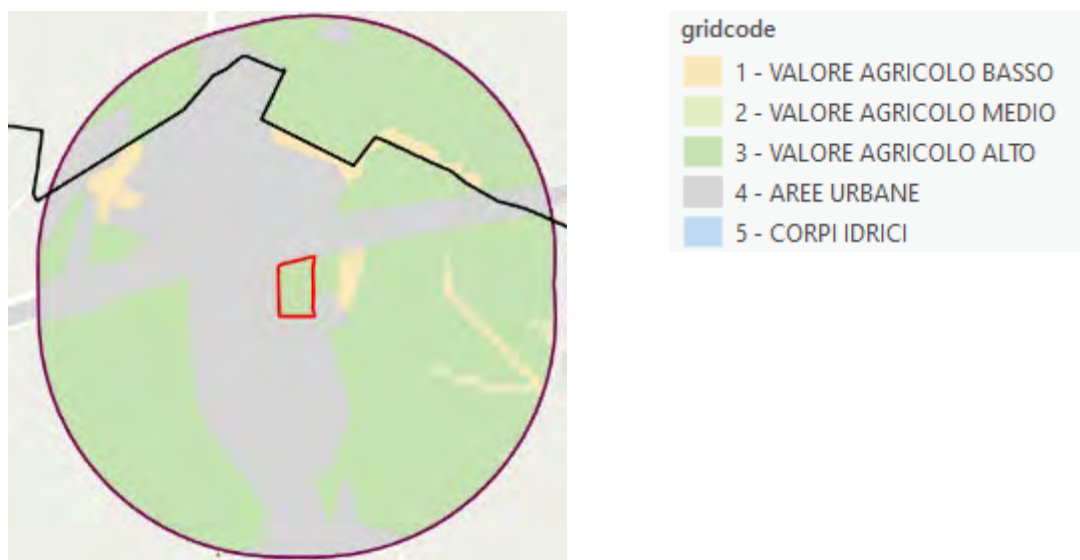 gridcode
1 - VALORE AGRICOLO BASSO
2 - VALORE AGRICOLO MEDIO
3 - VALORE AGRICOLO ALTO
4 - AREE URBANE
5 - CORPI IDRICI